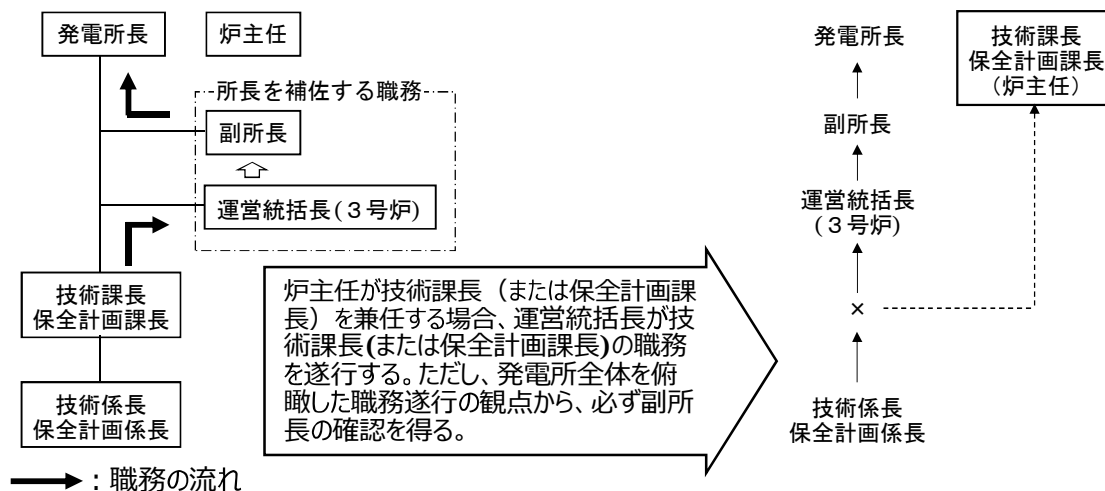 発電所長
炉主任
所長を補佐する職務
副所長
運営統括長(３号炉)
技術課長
保全計画課長
技術係長
保全計画係長
：職務の流れ
炉主任が技術課長（または保全計画課
長）を兼任する場合、運営統括長が技
術課長(または保全計画課長)の職務
を遂行する。ただし、発電所全体を俯
瞰した職務遂行の観点から、必ず副所
長の確認を得る。
発電所長
副所長
運営統括長
(３号炉)
×
技術係長
保全計画係長
技術課長
保全計画課長
（炉主任）